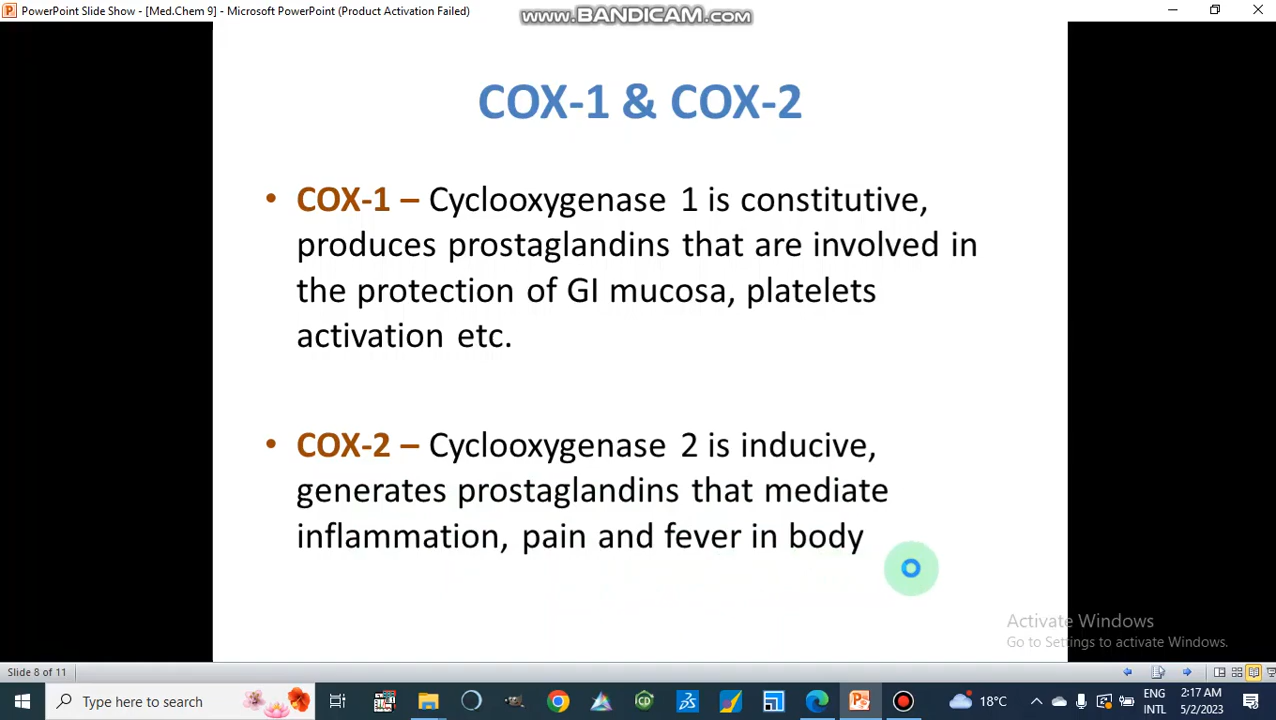 PowerPoint Slide Show - [Med.Chem 9] - Microsoft PowerPoint (Product Activation Failed)
www.BANDICAM.com
COX-1 & COX-2
• COX-1 – Cyclooxygenase 1 is constitutive,
produces prostaglandins that are involved in
the protection of GI mucosa, platelets
activation etc.
• COX-2 – Cyclooxygenase 2 is inducive,
generates prostaglandins that mediate
inflammation, pain and fever in body
Activate Windows
Go to Settings to activate Windows.
Slide 8 of 11
Type here to search
18°C
ENG
INTL
2:17 AM
5/2/2023